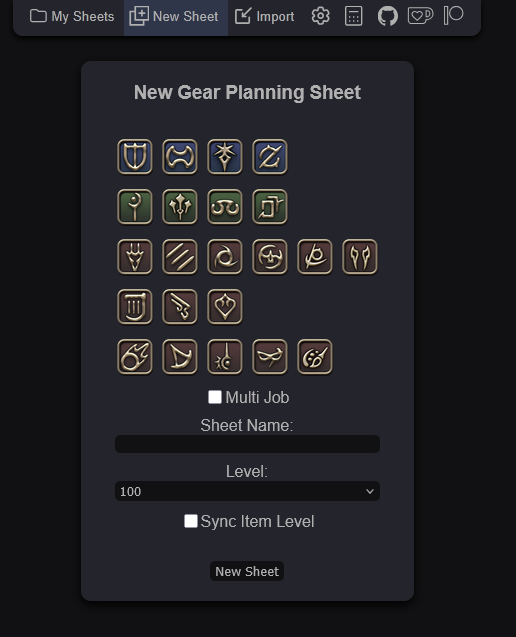 My Sheets New Sheet Import
New Gear Planning Sheet
Multi Job
Sheet Name:
Level:
100
Sync Item Level
New Sheet